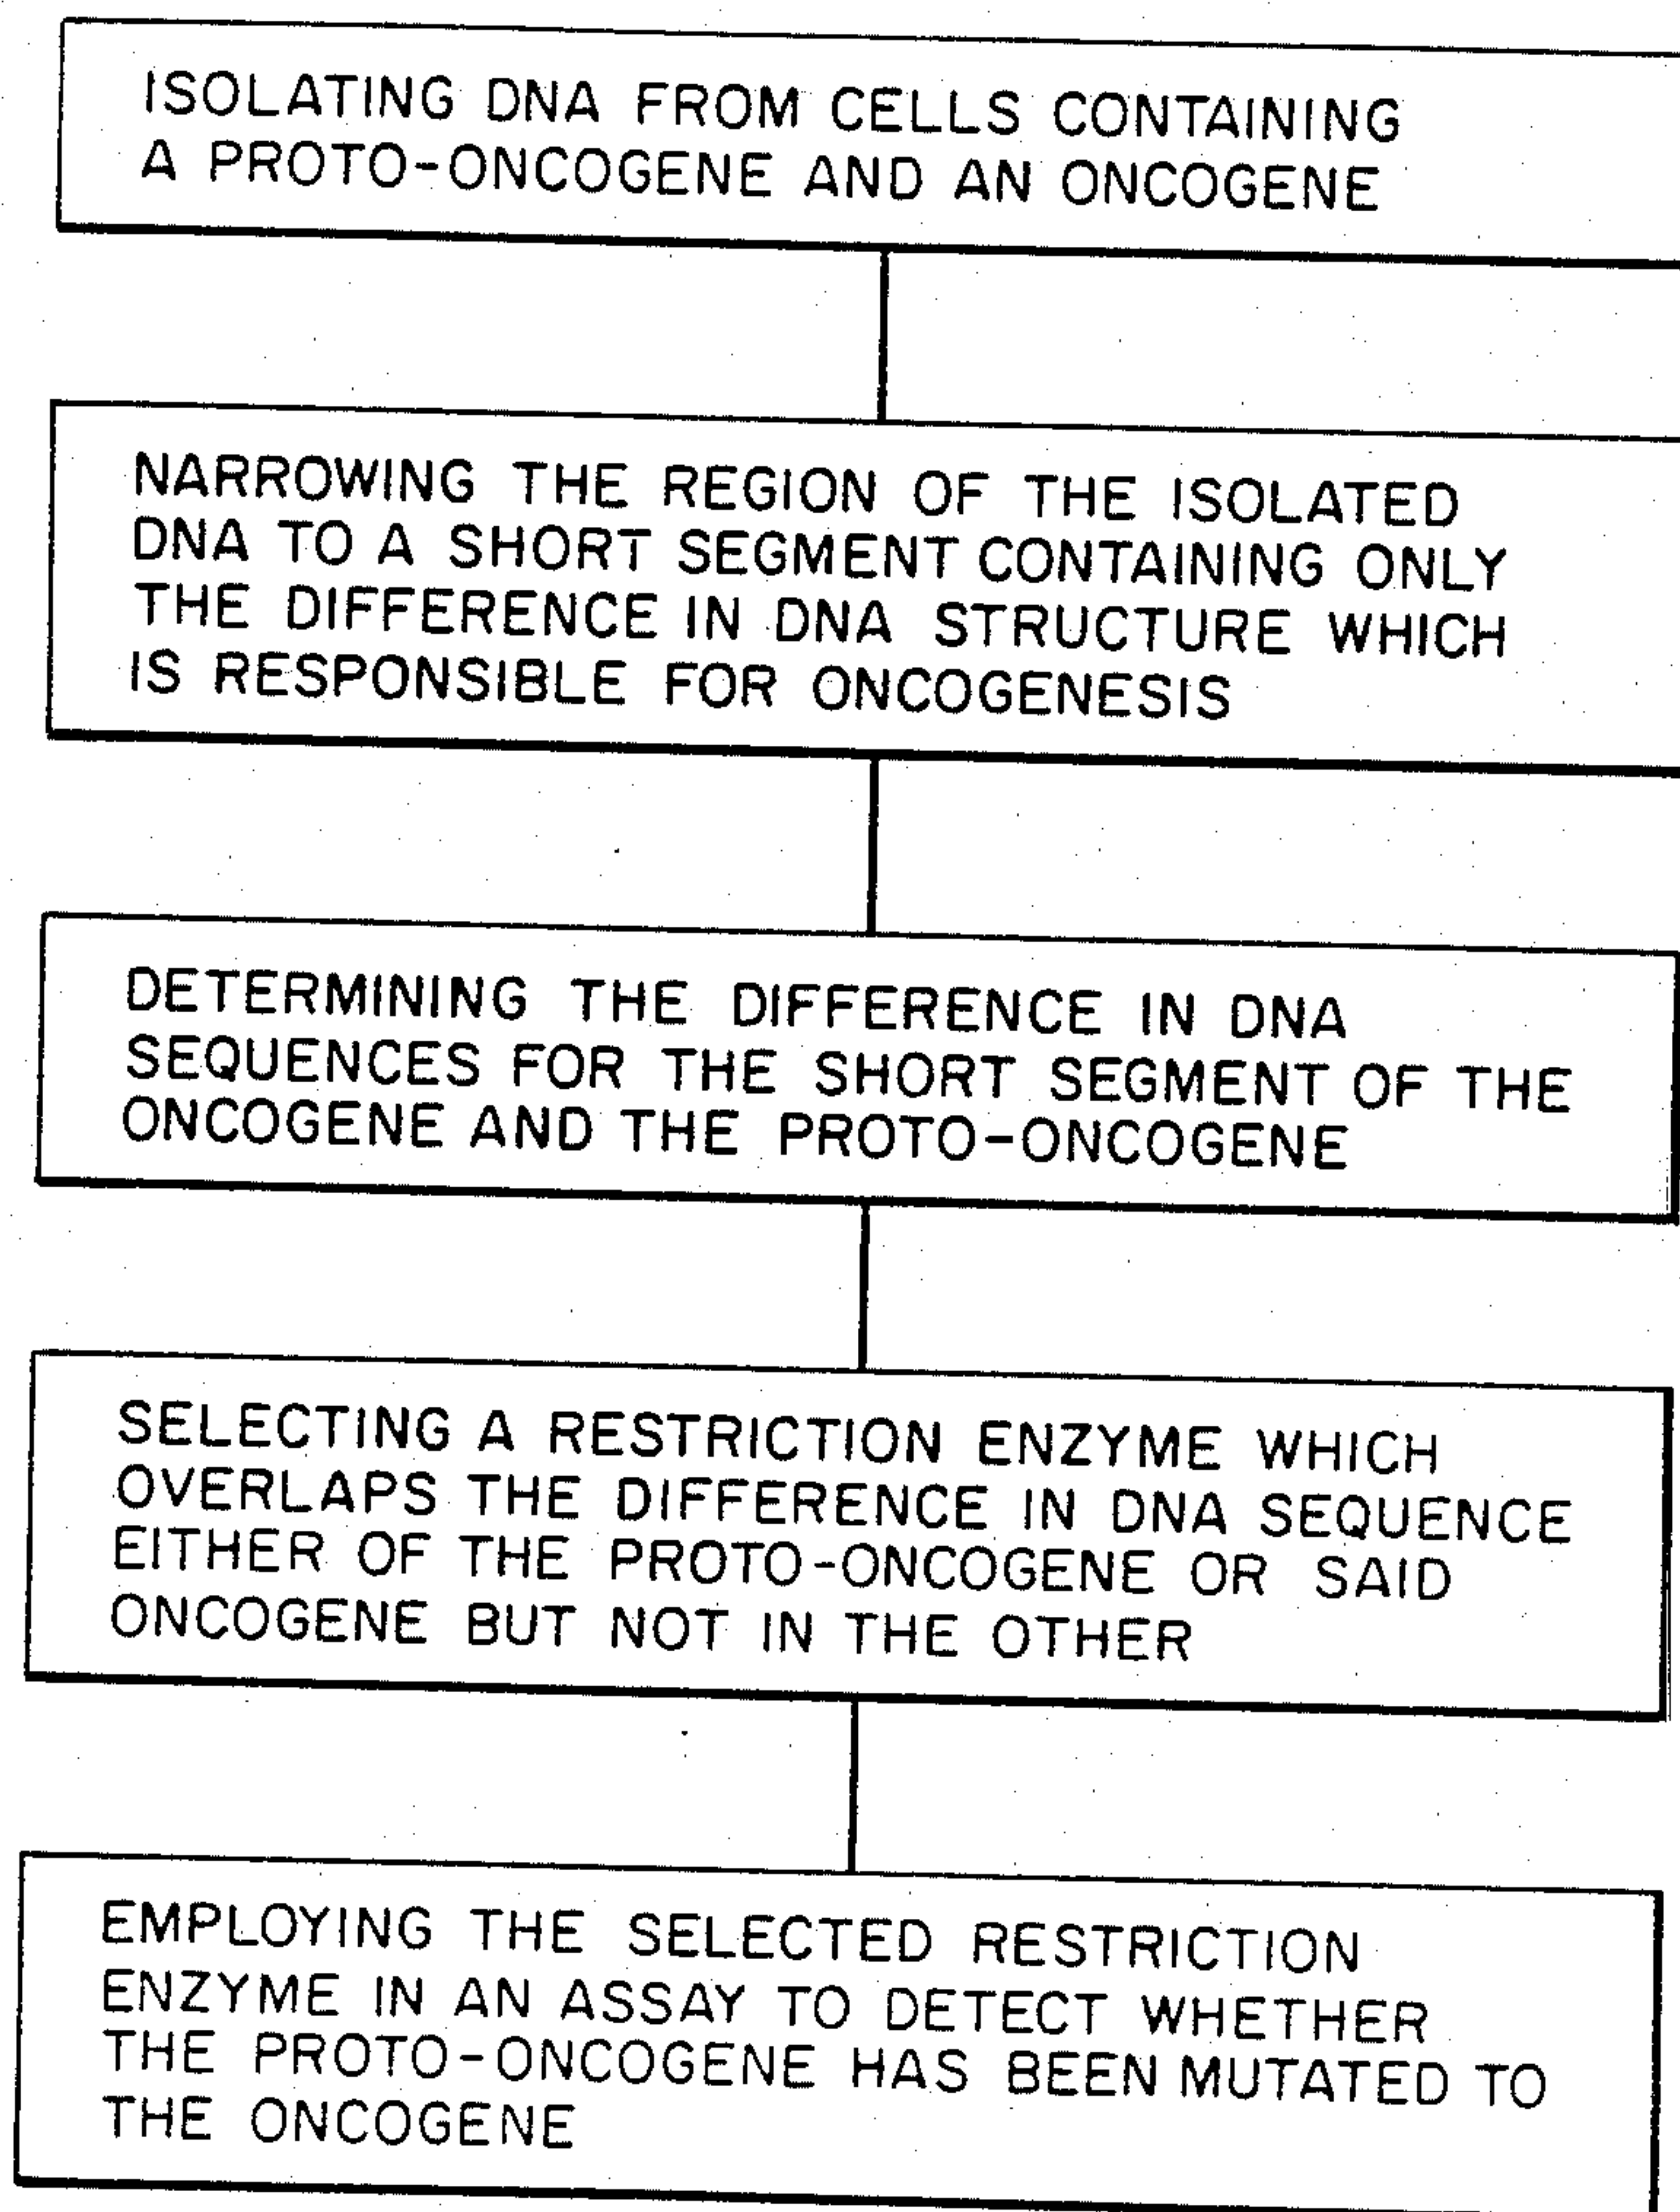 ISOLATING DNA FROM CELLS CONTAINING
A PROTO-ONCOGENE AND AN ONCOGENE
NARROWING THE REGION OF THE ISOLATED
DNA TO A SHORT SEGMENT CONTAINING ONLY
THE DIFFERENCE IN DNA STRUCTURE WHICH
IS RESPONSIBLE FOR ONCOGENESIS
DETERMINING THE DIFFERENCE IN DNA
SEQUENCES FOR THE SHORT SEGMENT OF THE
ONCOGENE AND THE PROTO-ONCOGENE
SELECTING A RESTRICTION ENZYME WHICH
OVERLAPS THE DIFFERENCE IN DNA SEQUENCE
EITHER OF THE PROTO-ONCOGENE OR SAID
ONCOGENE BUT NOT IN THE OTHER
EMPLOYING THE SELECTED RESTRICTION
ENZYME IN AN ASSAY TO DETECT WHETHER
THE PROTO-ONCOGENE HAS BEEN MUTATED TO
THE ONCOGENE